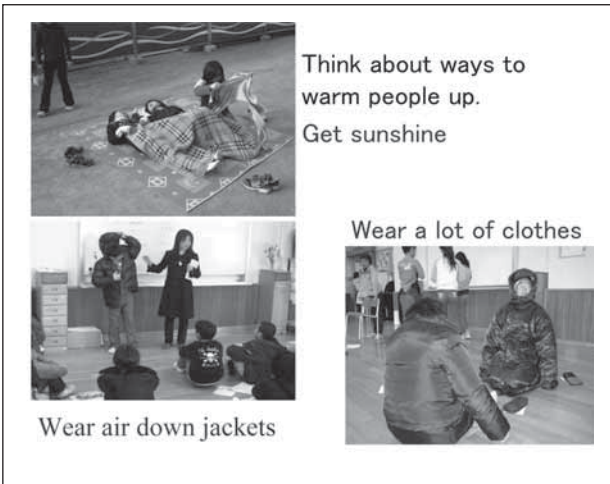 Think about ways to
warm people up.
Get sunshine
Wear a lot of clothes
Wear air down jackets